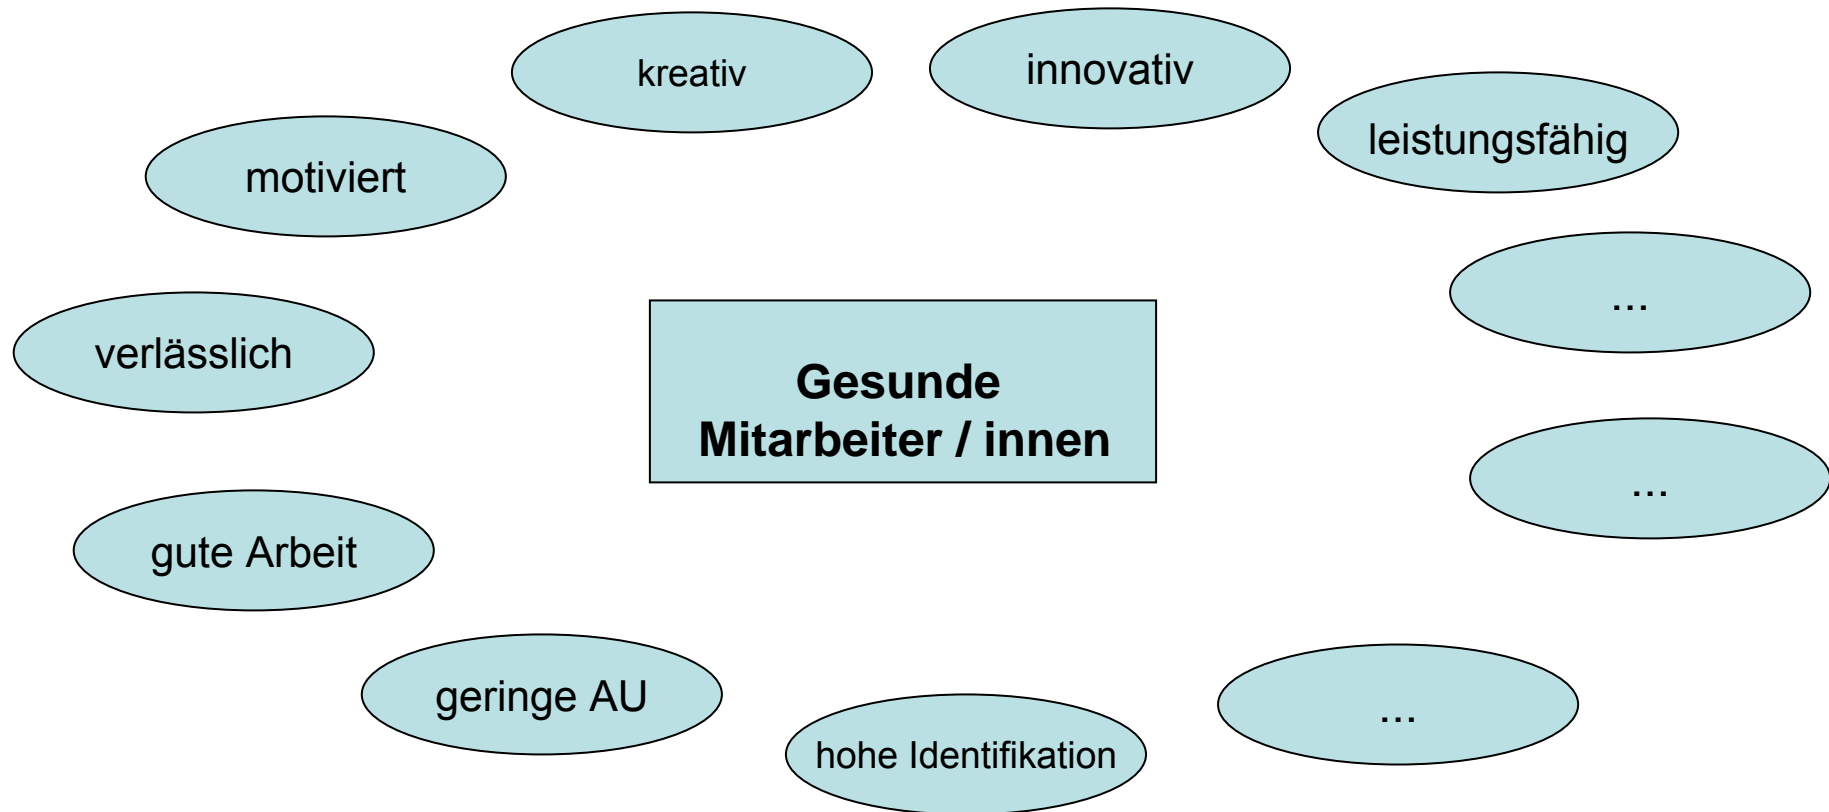 kreativ
innovativ
leistungsfähig
motiviert
...
verlässlich
Gesunde
Mitarbeiter / innen
...
gute Arbeit
geringe AU
...
hohe Identifikation